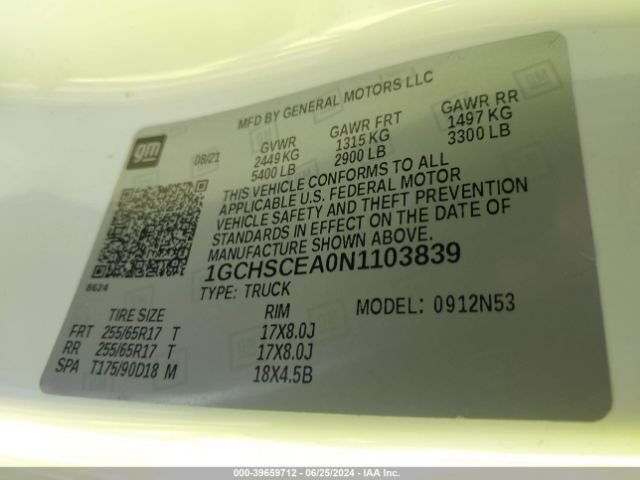 MFD BY GENERAL MOTORS LLC
gm
08/21
GVWR GAWR FRT GAWR RR
2449 KG 1315 KG 1497 KG
5400 LB 2900 LB 3300 LB
THIS VEHICLE CONFORMS TO ALL
APPLICABLE U.S. FEDERAL MOTOR
VEHICLE SAFETY AND THEFT PREVENTION
STANDARDS IN EFFECT ON THE DATE OF
MANUFACTURE SHOWN ABOVE.
1GCHSCEA0N1103839
8624
TYPE: TRUCK
MODEL: 0912N53
TIRE SIZE RIM
FRT 255/65R17 T 17X8.0J
RR 255/65R17 T 17X8.0J
SPA T175/90D18 M 18X4.5B
000-39659712 - 06/25/2024 - IAA Inc.